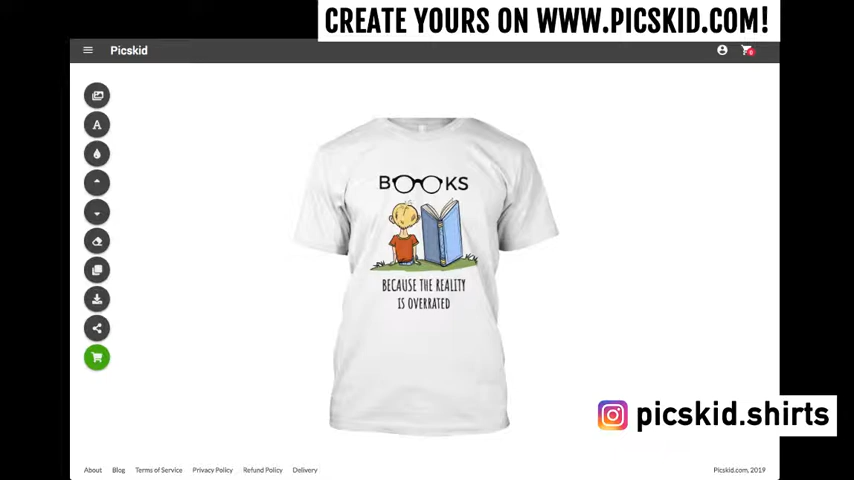 CREATE YOURS ON WWW.PICSKID.COM!
Picskid
0
A
BOOKS
BECAUSE THE REALITY
IS OVERRATED
picskid.shirts
About Blog Terms of Service Privacy Policy Refund Policy Delivery Picskid.com, 2019